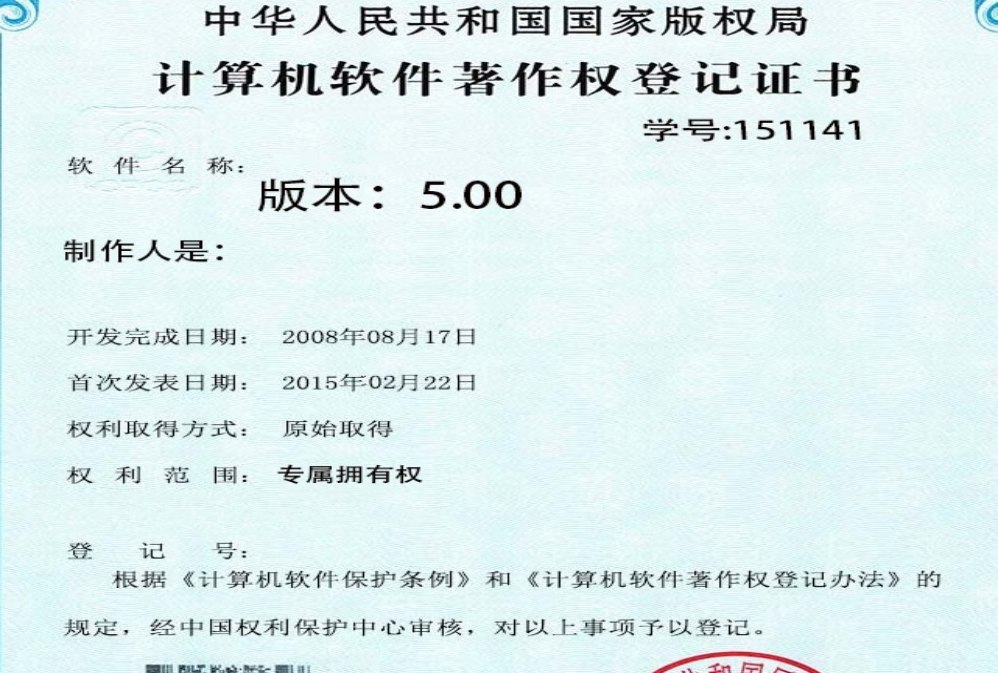 中华人民共和国国家版权局
计算机软件著作权登记证书
学号:151141
软件名称:
版本: 5.00
制作人是:
开发完成日期: 2008年08月17日
首次发表日期: 2015年02月22日
权利取得方式: 原始取得
权利范围: 专属拥有权
登记号:
根据《计算机软件保护条例》和《计算机软件著作权登记办法》的
规定,经中国权利保护中心审核,对以上事项予以登记。
共和国国